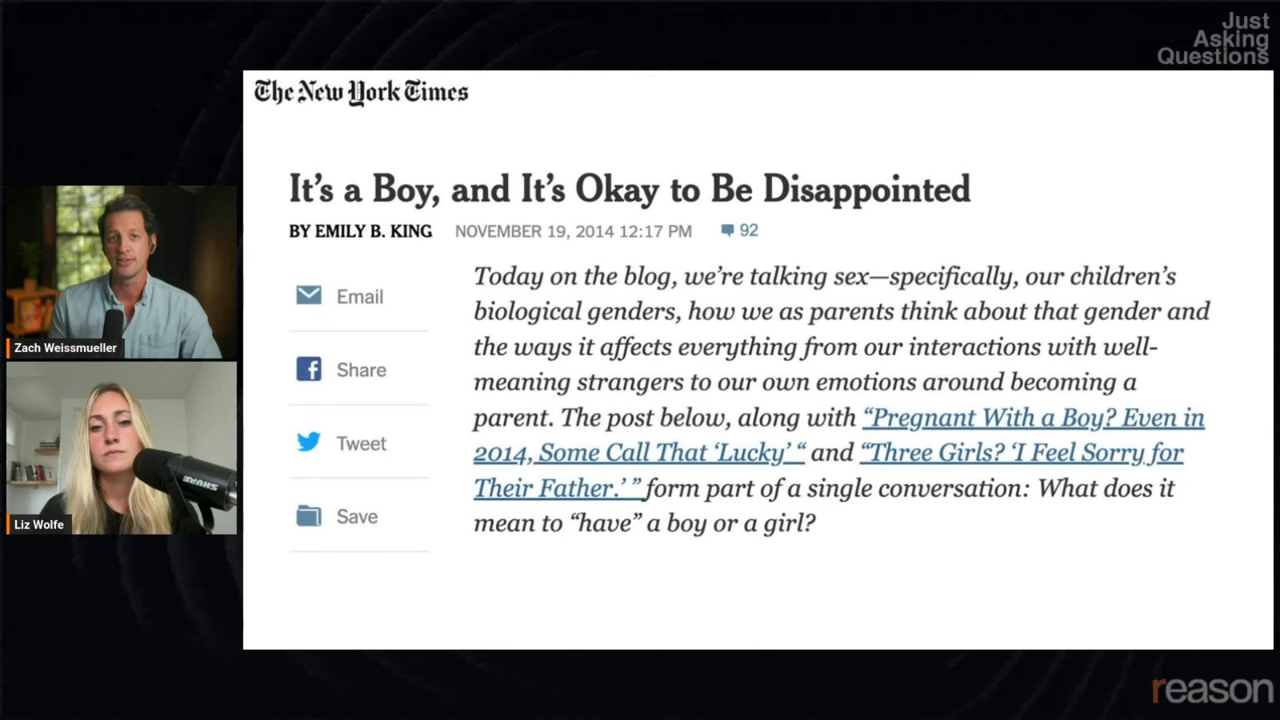 Just
Asking
Questions
The New York Times
It's a Boy, and It's Okay to Be Disappointed
BY EMILY B. KING NOVEMBER 19, 2014 12:17 PM 92
Email
Share
Tweet
Save
Today on the blog, we're talking sex—specifically, our children's
biological genders, how we as parents think about that gender and
the ways it affects everything from our interactions with well-
meaning strangers to our own emotions around becoming a
parent. The post below, along with “Pregnant With a Boy? Even in
2014, Some Call That ‘Lucky’ “ and “Three Girls? ‘I Feel Sorry for
Their Father.’ ” form part of a single conversation: What does it
mean to “have” a boy or a girl?
Zach Weissmueller
SHURE
Liz Wolfe
reason